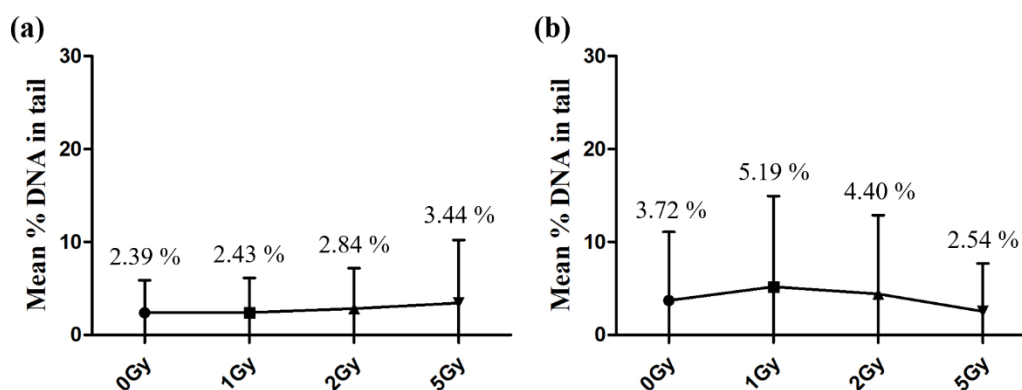 (a)
Mean % DNA in tail
30
20
10
0
2.39 %
2.43 %
2.84 %
3.44 %
0Gy
1Gy
2Gy
5Gy
(b)
Mean % DNA in tail
30
20
10
0
3.72 %
5.19 %
4.40 %
2.54 %
0Gy
1Gy
2Gy
5Gy